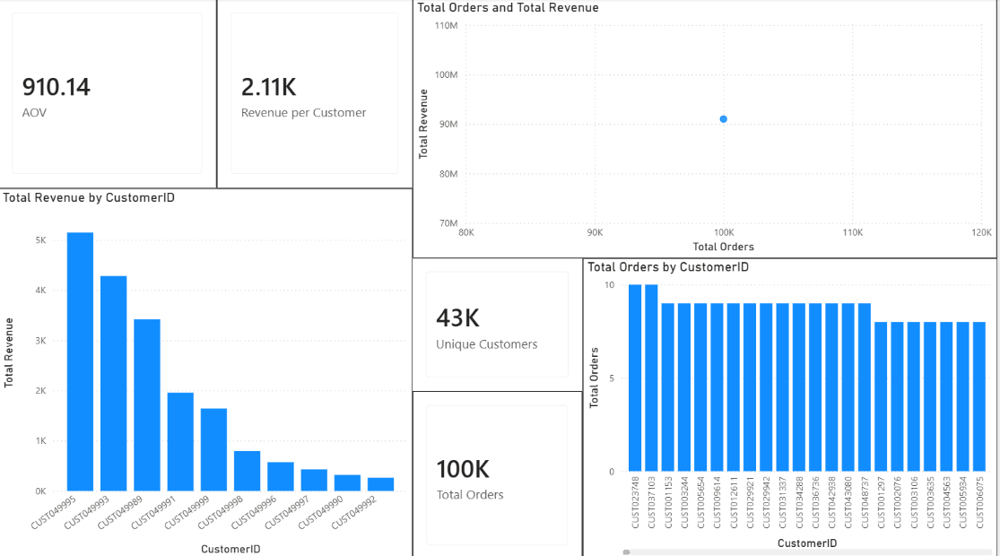 910.14
AOV
2.11K
Revenue per Customer
Total Orders and Total Revenue
110M
100M
90M
80M
70M
Total Revenue
80K 90K 100K 110K 120K
Total Orders
Total Revenue by CustomerID
5K
4K
3K
2K
1K
0K
Total Revenue
CUST049995 CUST049993 CUST049989 CUST049991 CUST049999 CUST049998 CUST049996 CUST049997 CUST049990 CUST049992
CustomerID
43K
Unique Customers
100K
Total Orders
Total Orders by CustomerID
10
5
0
Total Orders
CUST023748 CUST037103 CUST001153 CUST003244 CUST005654 CUST009614 CUST012611 CUST029921 CUST029942 CUST031337 CUST034288 CUST036736 CUST042938 CUST043080 CUST048737 CUST001297 CUST002076 CUST003106 CUST003635 CUST004563 CUST005934 CUST006075
CustomerID